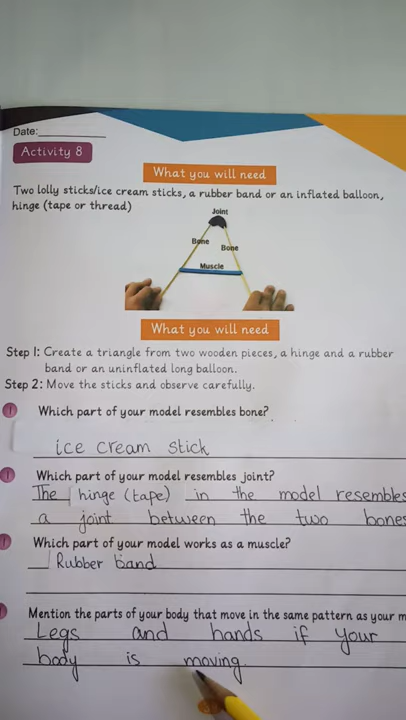 Date:
Activity 8
What you will need
Two lolly sticks/ice cream sticks, a rubber band or an inflated balloon,
hinge (tape or thread)
Joint
Bone
Bone
Muscle
What you will need
Step 1: Create a triangle from two wooden pieces, a hinge and a rubber
band or an uninflated long balloon.
Step 2: Move the sticks and observe carefully.
Which part of your model resembles bone?
ice cream stick
Which part of your model resembles joint?
The hinge (tape) in the model resembles
a joint between the two bones
Which part of your model works as a muscle?
Rubber band
Mention the parts of your body that move in the same pattern as your m
Legs and hands if your
body is moving.